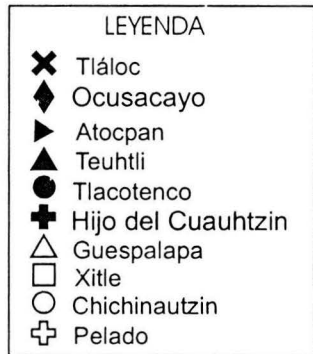 LEYENDA
Tláloc
Ocusacayo
Atocpan
Teuhtli
Tlacotenco
Hijo del Cuauhtzin
Guespalapa
Xitle
Chichinautzin
Pelado